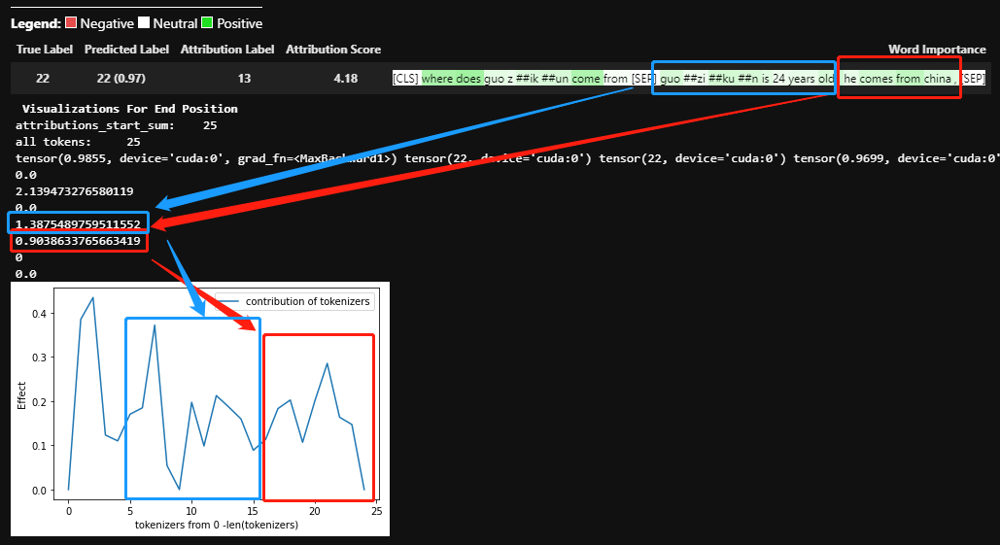 Legend: Negative Neutral Positive
True Label Predicted Label Attribution Label Attribution Score Word Importance
22 22 (0.97) 13 4.18 [CLS] where does guo z ##ik ##un come from [SEP] guo ##zi ##ku ##n is 24 years old he comes from china , [SEP]
Visualizations For End Position
attributions_start_sum: 25
all tokens: 25
tensor(0.9855, device='cuda:0', grad_fn=<MaxBackward1>) tensor(22, device='cuda:0') tensor(22, device='cuda:0') tensor(0.9699, device='cuda:0'
0.0
2.139473276580119
0.0
1.3875489759511552
0.9038633765663419
0
0.0
contribution of tokenizers
0.4
0.3
0.2
0.1
0.0
Effect
0 5 10 15 20 25
tokenizers from 0 -len(tokenizers)